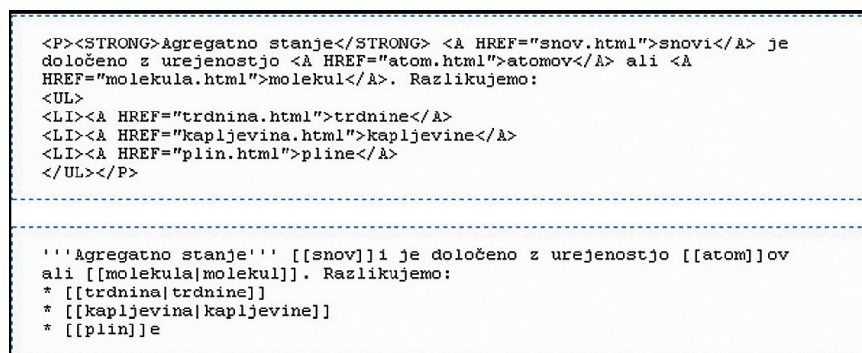 <P><STRONG>Agregatno stanje</STRONG> <A HREF="snov.html">snovi</A> je
določeno z urejenostjo <A HREF="atom.html">atomov</A> ali <A
HREF="molekula.html">molekul</A>. Razlikujemo:
<UL>
<LI><A HREF="trdnina.html">trdnine</A>
<LI><A HREF="kapljevina.html">kapljevine</A>
<LI><A HREF="plin.html">pline</A>
</UL></P>
'''Agregatno stanje''' [[snov]]i je določeno z urejenostjo [[atom]]ov
ali [[molekula|molekul]]. Razlikujemo:
* [[trdnina|trdnine]]
* [[kapljevina|kapljevine]]
* [[plin]]e